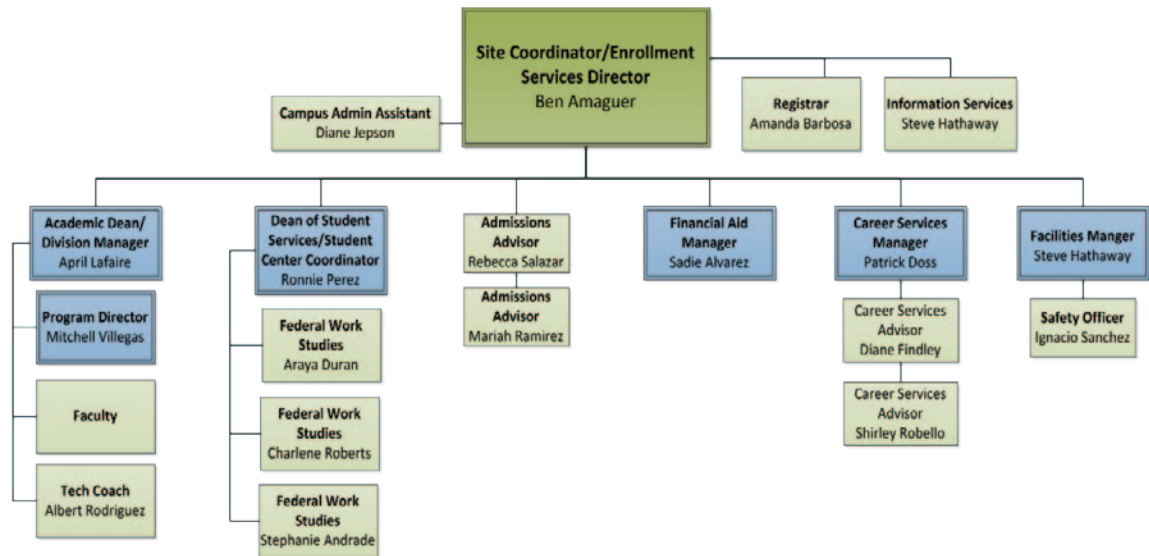 Site Coordinator/Enrollment
Services Director
Ben Amaguer
Campus Admin Assistant
Diane Jepson
Registrar
Amanda Barbosa
Information Services
Steve Hathaway
Academic Dean/
Division Manager
April Lafaire
Program Director
Mitchell Villegas
Faculty
Tech Coach
Albert Rodriguez
Dean of Student
Services/Student
Center Coordinator
Ronnie Perez
Federal Work
Studies
Araya Duran
Federal Work
Studies
Charlene Roberts
Federal Work
Studies
Stephanie Andrade
Admissions
Advisor
Rebecca Salazar
Admissions
Advisor
Mariah Ramirez
Financial Aid
Manager
Sadie Alvarez
Career Services
Manager
Patrick Doss
Career Services
Advisor
Diane Findley
Career Services
Advisor
Shirley Robello
Facilities Manger
Steve Hathaway
Safety Officer
Ignacio Sanchez